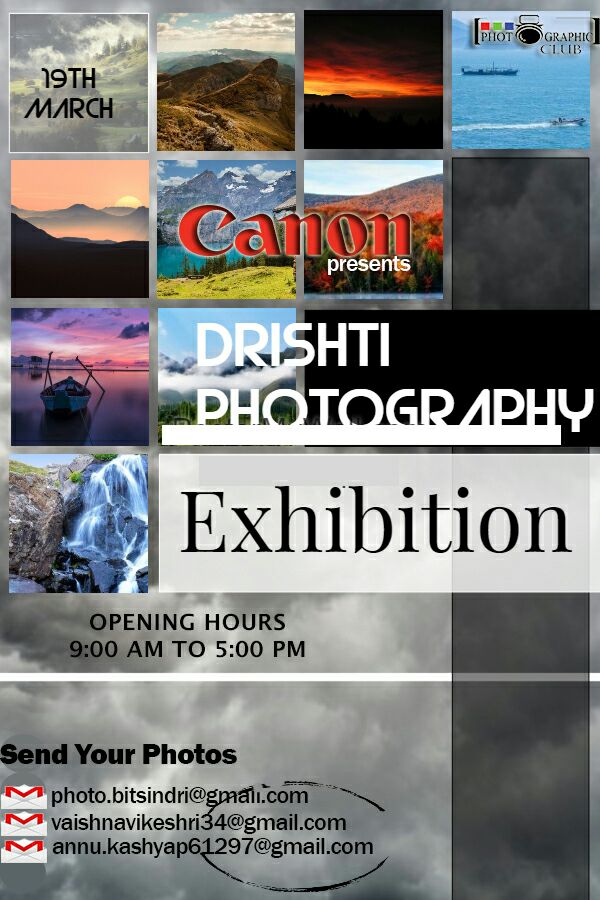 19TH
MARCH
[PHOTOGRAPHIC]
CLUB
Canon
presents
DRISHTI
PHOTOGRAPHY
Exhibition
OPENING HOURS
9:00 AM TO 5:00 PM
Send Your Photos
photo.bitsindri@gmail.com
vaishnavikeshri34@gmail.com
annu.kashyap61297@gmail.com